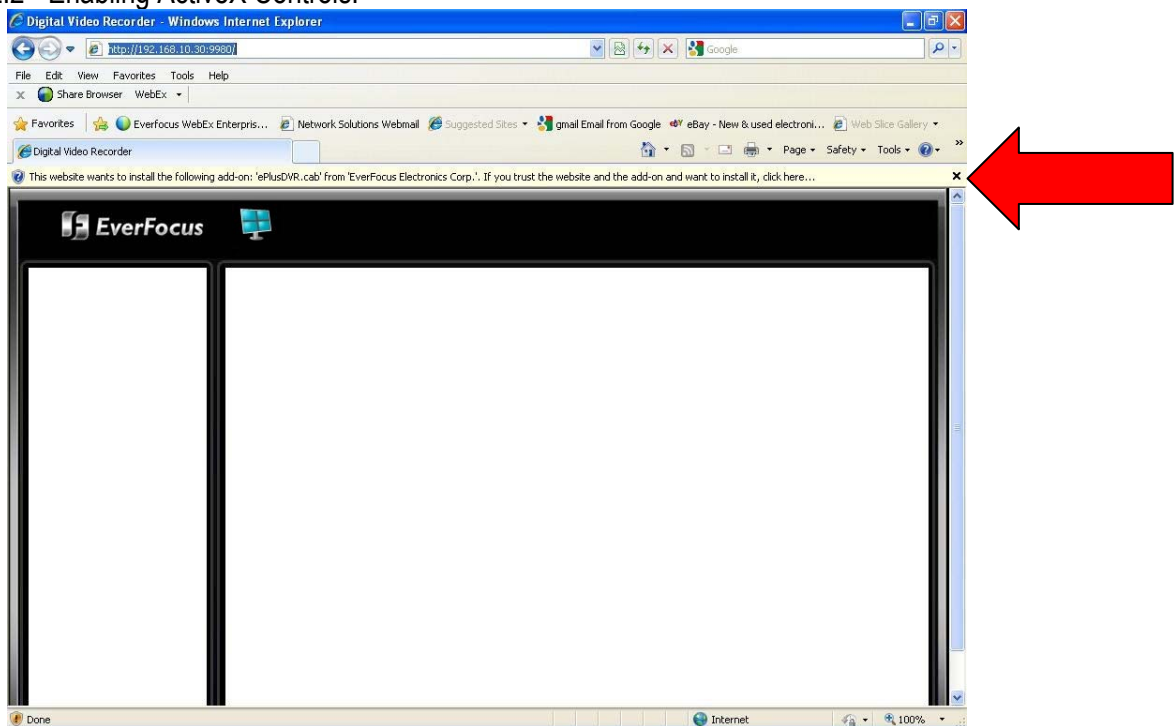 Enabling ActiveX Controls.
Digital Video Recorder - Windows Internet Explorer
http://192.168.10.30:9980/ Google
File Edit View Favorites Tools Help
x Share Browser WebEx
Favorites Everfocus WebEx Enterpris... Network Solutions Webmail Suggested Sites gmail Email from Google eBay - New & used electroni... Web Slice Gallery
Digital Video Recorder Page Safety Tools »
This website wants to install the following add-on: 'ePlusDVR.cab' from 'EverFocus Electronics Corp.'. If you trust the website and the add-on and want to install it, click here...
EverFocus
Done Internet 100%